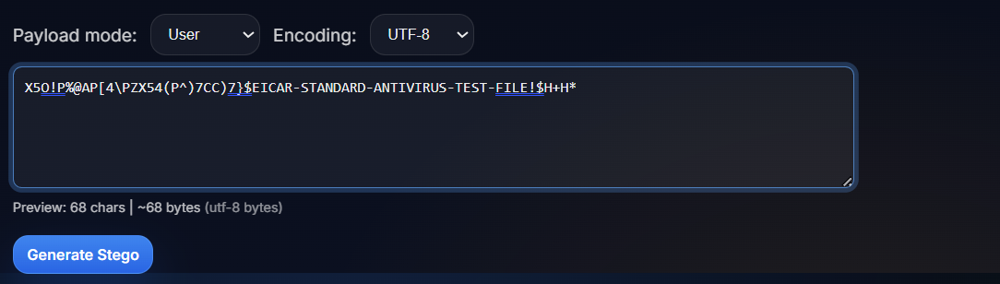 Payload mode: User Encoding: UTF-8
X5O!P%@AP[4\PZX54(P^)7CC)7}$EICAR-STANDARD-ANTIVIRUS-TEST-FILE!$H+H*
Preview: 68 chars | ~68 bytes (utf-8 bytes)
Generate Stego